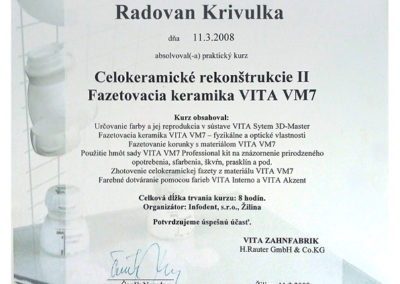 Radovan Krivulka
dňa 11.3.2008
absolvoval(-a) praktický kurz
Celokeramické rekonštrukcie II
Fazetovacia keramika VITA VM7
Kurz obsahoval:
Určovanie farby a jej reprodukcia v sústave VITA Sytem 3D-Master
Fazetovacia keramika VITA VM7 – fyzikálne a optické vlastnosti
Fazetovanie korunky s materiálom VITA VM7
Použitie hmôt sady VITA VM7 Professional kit na znázornenie prirodzeného
opotrebenia, sfarbenia, škvŕn, prasklín a pod.
Zhotovenie celokeramickej fazety z materiálu VITA VM7
Farebné dotváranie pomocou farieb VITA Interno a VITA Akzent
Celková dĺžka trvania kurzu: 8 hodín.
Organizátor: Infodent, s.r.o., Žilina
Potvrdzujeme úspešnú účasť.
VITA ZAHNFABRIK
H.Rauter GmbH & Co.KG